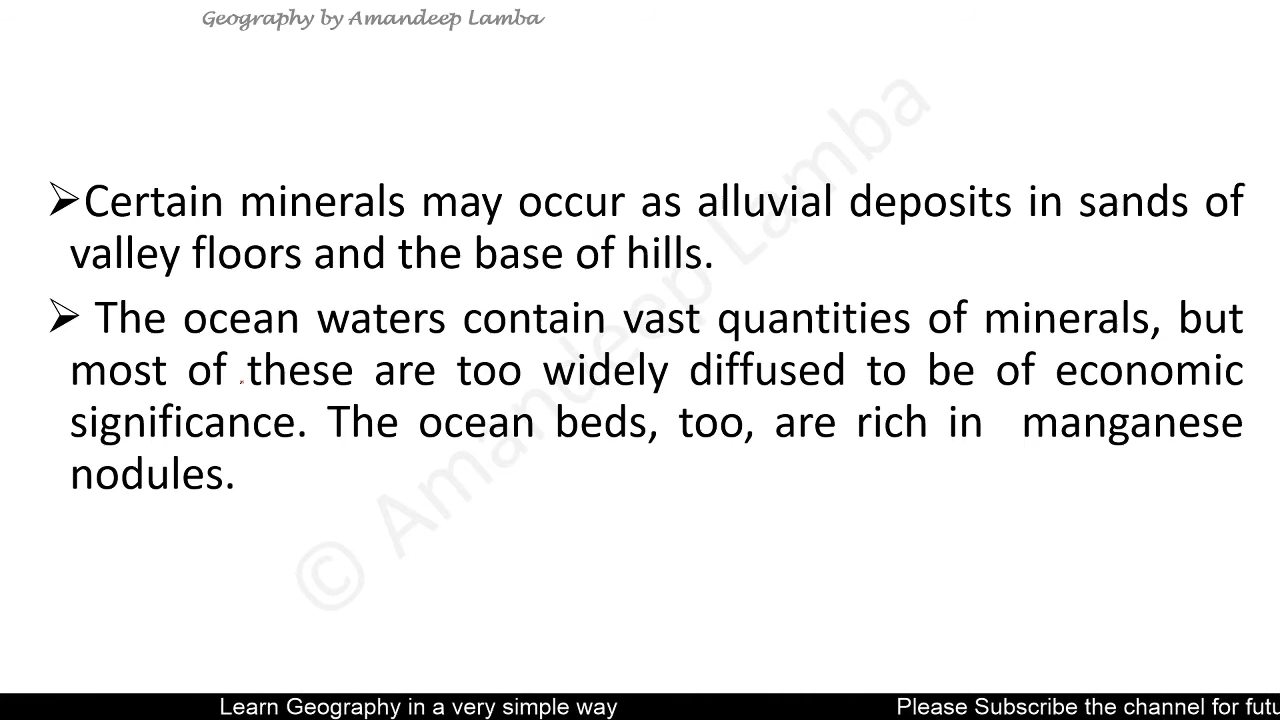 Geography by Amandeep Lamba
➢Certain minerals may occur as alluvial deposits in sands of
valley floors and the base of hills.
➢ The ocean waters contain vast quantities of minerals, but
most of these are too widely diffused to be of economic
significance. The ocean beds, too, are rich in manganese
nodules.
© Amandeep Lamba
Learn Geography in a very simple way Please Subscribe the channel for futu